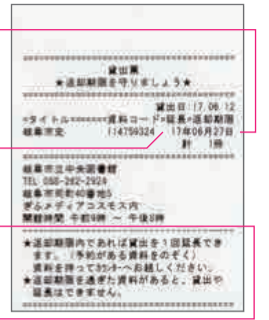 貸出票
★返却期限を守りましょう★
貸出日:17.06.12
=タイトル======資料コード=延長=返却期限
岐阜市史 114759324 17年06月27日
計 1冊
岐阜市立中央図書館
TEL 058-262-2924
岐阜市司町40番地5
ぎふメディアコスモス内
開館時間 午前9時 ～ 午後8時
★返却期限内であれば貸出を1回延長でき
ます。(予約がある資料をのぞく)
資料を持ってカウンターへお越しください。
★返却期限を過ぎた資料があると、貸出や
延長はできません。